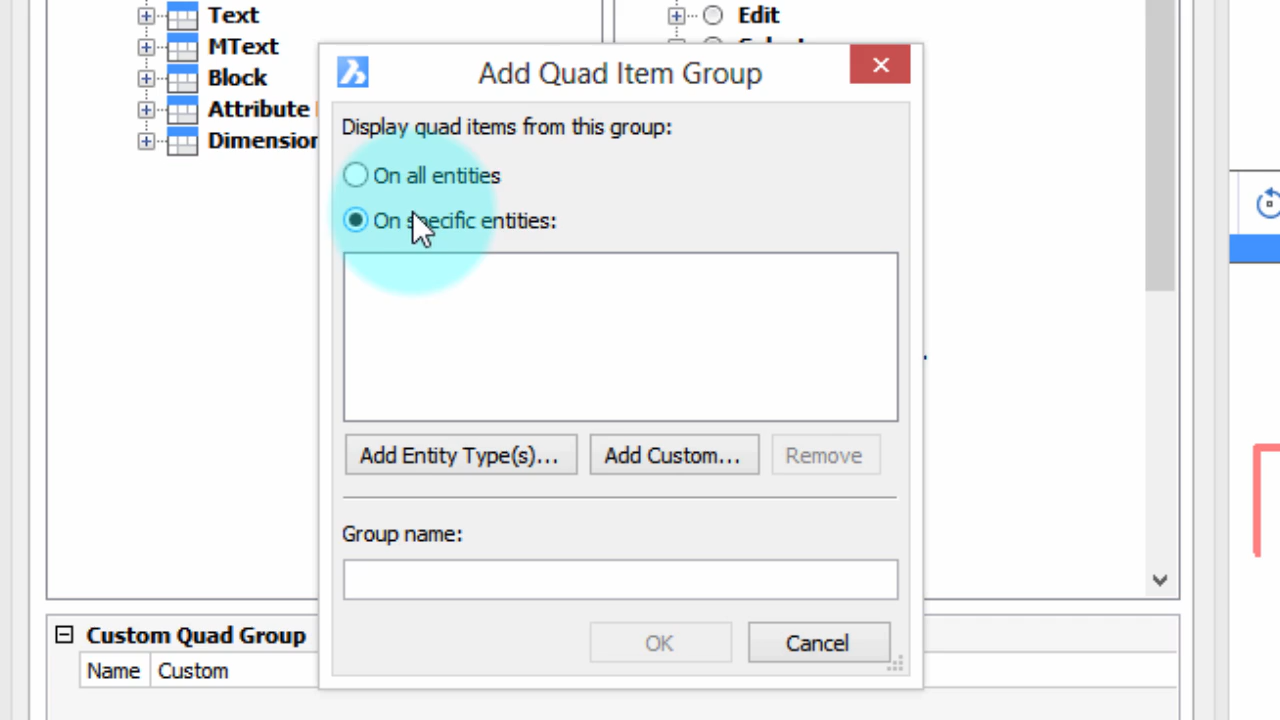 Text
Edit
MText
Block
Attribute
Dimension
Add Quad Item Group
Display quad items from this group:
On all entities
On specific entities:
Add Entity Type(s)...
Add Custom...
Remove
Group name:
OK
Cancel
Custom Quad Group
Name
Custom